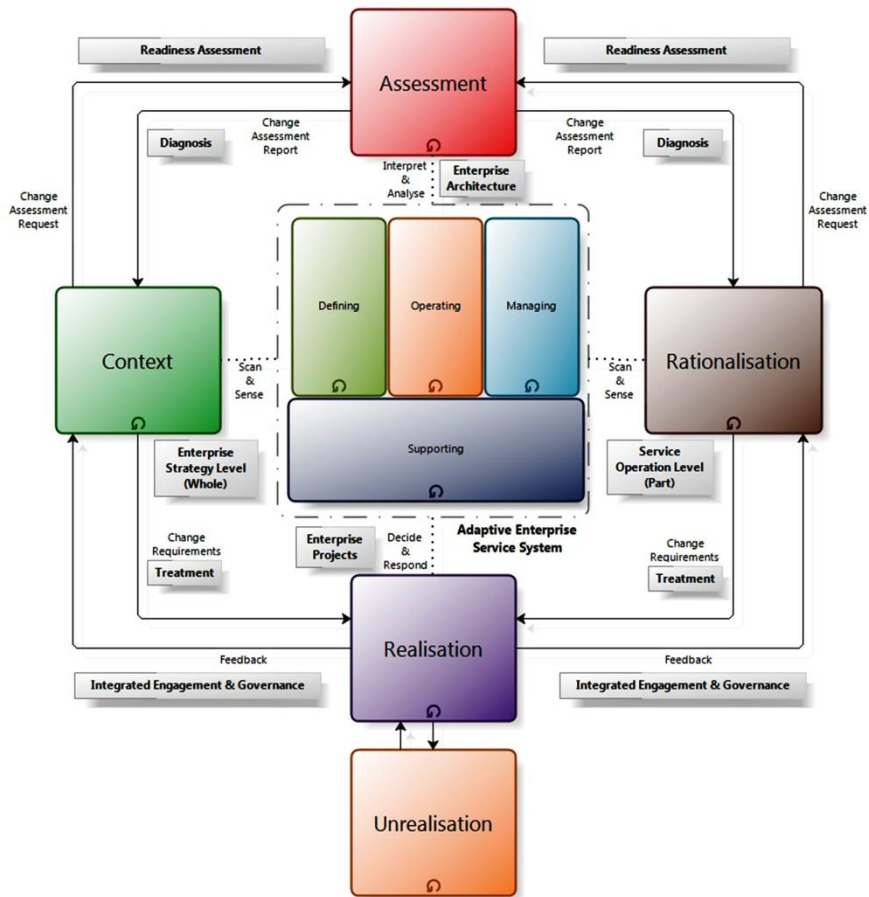 Readiness Assessment
Readiness Assessment
Assessment
Change
Assessment
Report
Change
Assessment
Report
Diagnosis
Diagnosis
Interpret
&
Analyse
Enterprise
Architecture
Change
Assessment
Request
Change
Assessment
Request
Defining
Operating
Managing
Context
Scan
&
Sense
Scan
&
Sense
Rationalisation
Supporting
Enterprise
Strategy Level
(Whole)
Service
Operation Level
(Part)
Enterprise
Projects
Decide
&
Respond
Adaptive Enterprise
Service System
Change
Requirements
Treatment
Change
Requirements
Treatment
Realisation
Feedback
Feedback
Integrated Engagement & Governance
Integrated Engagement & Governance
Unrealisation